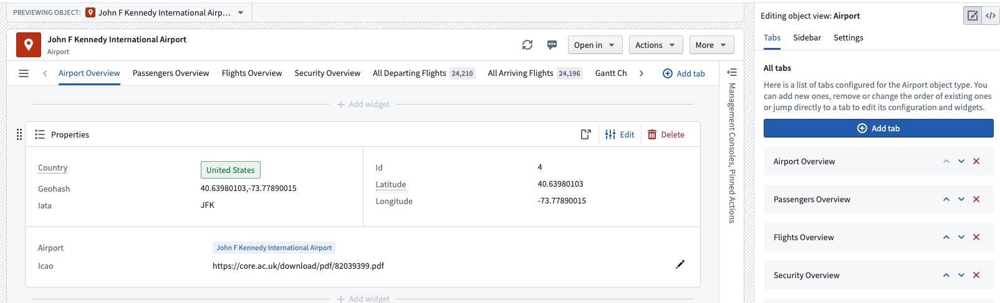 PREVIEWING OBJECT: John F Kennedy International Airp...
John F Kennedy International Airport
Airport
Open in
Actions
More
Airport Overview
Passengers Overview
Flights Overview
Security Overview
All Departing Flights 24,210
All Arriving Flights 24,196
Gantt Ch
Add tab
Add widget
Properties
Edit
Delete
Country United States
Geohash 40.63980103,-73.77890015
Iata JFK
Id 4
Latitude 40.63980103
Longitude -73.77890015
Airport John F Kennedy International Airport
Icao https://core.ac.uk/download/pdf/82039399.pdf
Add widget
Management Consoles, Pinned Actions
Editing object view: Airport
Tabs
Sidebar
Settings
All tabs
Here is a list of tabs configured for the Airport object type. You
can add new ones, remove or change the order of existing ones
or jump directly to a tab to edit its configuration and widgets.
Add tab
Airport Overview
Passengers Overview
Flights Overview
Security Overview